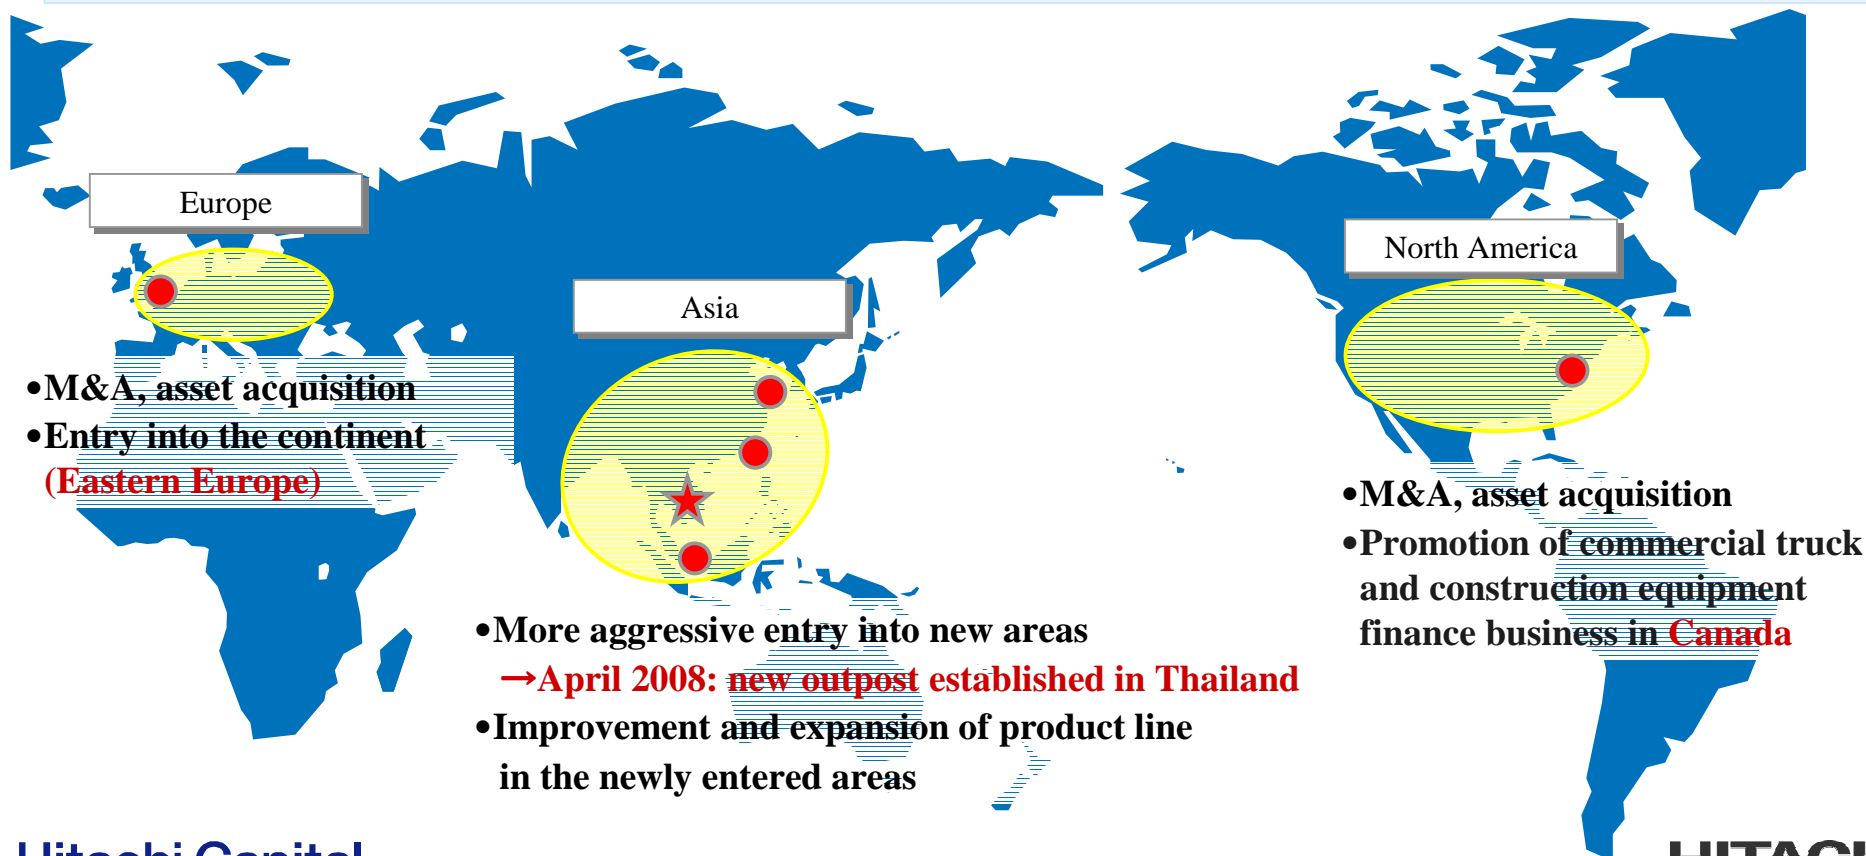 Europe
North America
Asia
•M&A, asset acquisition
•Entry into the continent
(Eastern Europe)
•M&A, asset acquisition
•Promotion of commercial truck
and construction equipment
finance business in Canada
•More aggressive entry into new areas
→April 2008: new outpost established in Thailand
•Improvement and expansion of product line
in the newly entered areas
Hitachi Capital